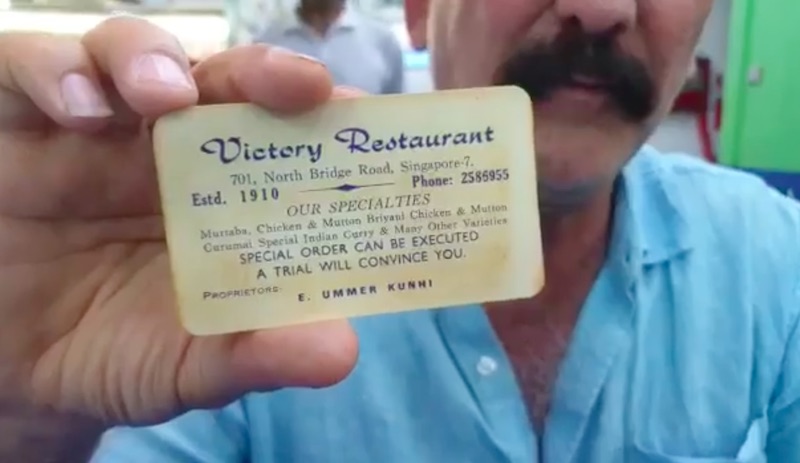 Victory Restaurant
701, North Bridge Road, Singapore-7.
Estd. 1910 Phone: 2586955
OUR SPECIALTIES
Murtaba, Chicken & Mutton Briyani Chicken & Mutton
Curumai Special Indian Curry & Many Other Varieties
SPECIAL ORDER CAN BE EXECUTED
A TRIAL WILL CONVINCE YOU.
PROPRIETORS: E. UMMER KUNHI